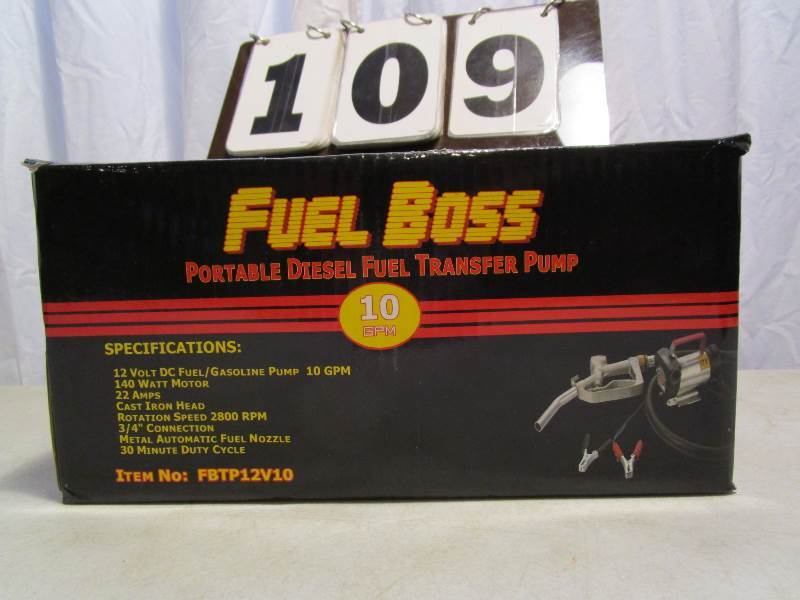 109
FUEL BOSS
PORTABLE DIESEL FUEL TRANSFER PUMP
10
GPM
SPECIFICATIONS:
12 VOLT DC FUEL/GASOLINE PUMP 10 GPM
140 WATT MOTOR
22 AMPS
CAST IRON HEAD
ROTATION SPEED 2800 RPM
3/4" CONNECTION
METAL AUTOMATIC FUEL NOZZLE
30 MINUTE DUTY CYCLE
ITEM NO: FBTP12V10